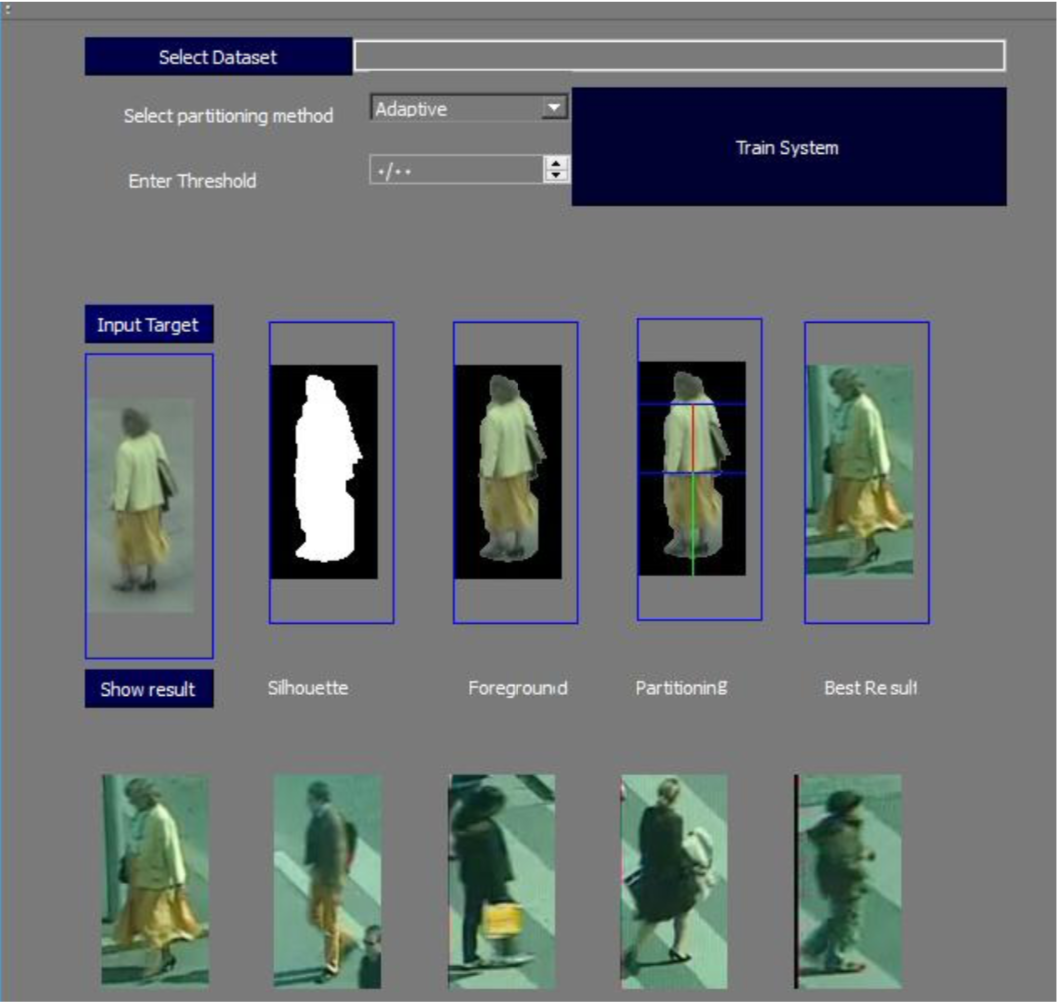 Select Dataset
Select partitioning method
Adaptive
Train System
Enter Threshold
٠/٠٠
Input Target
Show result
Silhouette
Foreground
Partitioning
Best Result